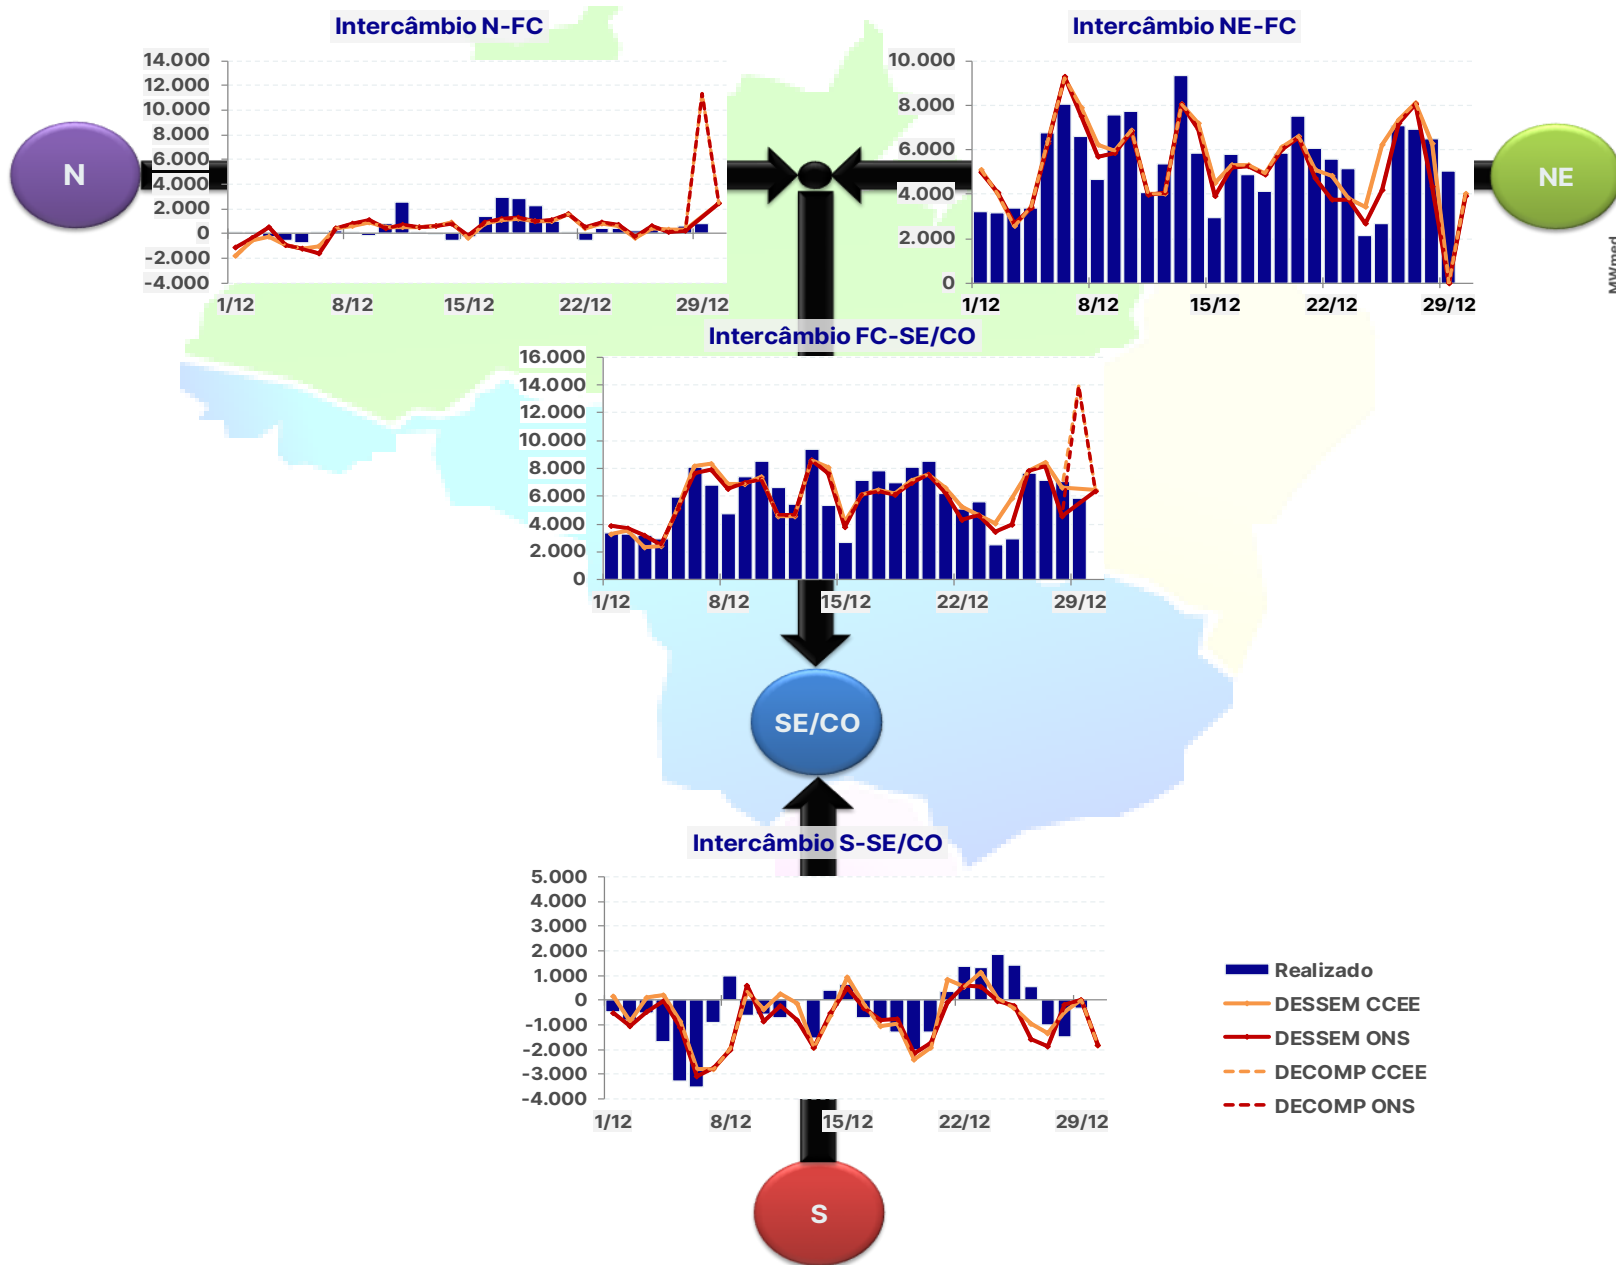 Intercâmbio N-FC
14.000
12.000
10.000
8.000
6.000
4.000
2.000
0
-2.000
-4.000
1/12 8/12 15/12 22/12 29/12
N
Intercâmbio NE-FC
10.000
8.000
6.000
4.000
2.000
0
1/12 8/12 15/12 22/12 29/12
NE
MWmed
Intercâmbio FC-SE/CO
16.000
14.000
12.000
10.000
8.000
6.000
4.000
2.000
0
1/12 8/12 15/12 22/12 29/12
SE/CO
Intercâmbio S-SE/CO
5.000
4.000
3.000
2.000
1.000
0
-1.000
-2.000
-3.000
-4.000
1/12 8/12 15/12 22/12 29/12
Realizado
DESSEM CCEE
DESSEM ONS
DECOMP CCEE
DECOMP ONS
S